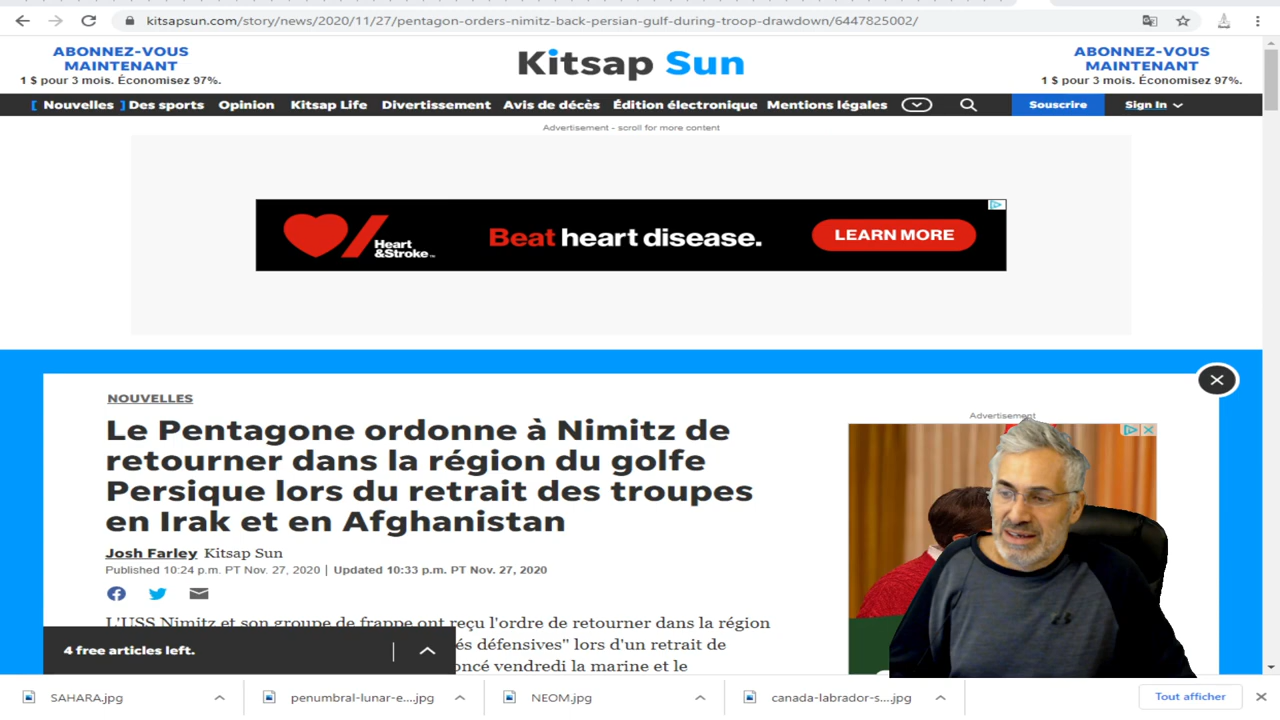 kitsapsun.com/story/news/2020/11/27/pentagon-orders-nimitz-back-persian-gulf-during-troop-drawdown/6447825002/
ABONNEZ-VOUS
MAINTENANT
1 $ pour 3 mois. Économisez 97%.
Kitsap Sun
ABONNEZ-VOUS
MAINTENANT
1 $ pour 3 mois. Économisez 97%.
[ Nouvelles ] Des sports Opinion Kitsap Life Divertissement Avis de décès Édition électronique Mentions légales Souscrire Sign In
Advertisement - scroll for more content
Heart
&Stroke™
Beat heart disease.
LEARN MORE
NOUVELLES
Le Pentagone ordonne à Nimitz de
retourner dans la région du golfe
Persique lors du retrait des troupes
en Irak et en Afghanistan
Josh Farley Kitsap Sun
Published 10:24 p.m. PT Nov. 27, 2020 | Updated 10:33 p.m. PT Nov. 27, 2020
Advertisement
L'USS Nimitz et son groupe de frappe ont reçu l'ordre de retourner dans la région
és défensives" lors d'un retrait de
oncé vendredi la marine et le
4 free articles left.
SAHARA.jpg
penumbral-lunar-e....jpg
NEOM.jpg
canada-labrador-s....jpg
Tout afficher